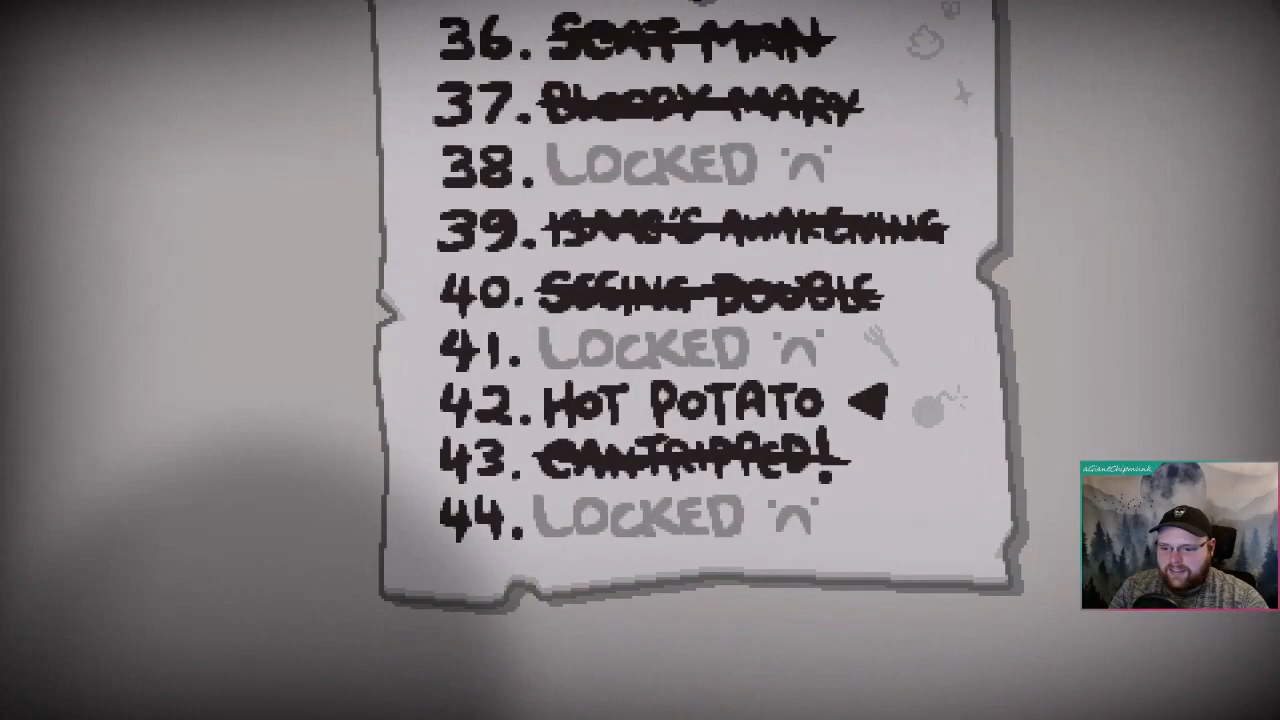 36. SCAT MAN
37. BLOODY MARY
38. LOCKED
39. ISAAC'S AWAKENING
40. SEEING DOUBLE
41. LOCKED
42. HOT POTATO
43. CANTRIPPED!
44. LOCKED
aGiantChipmunk